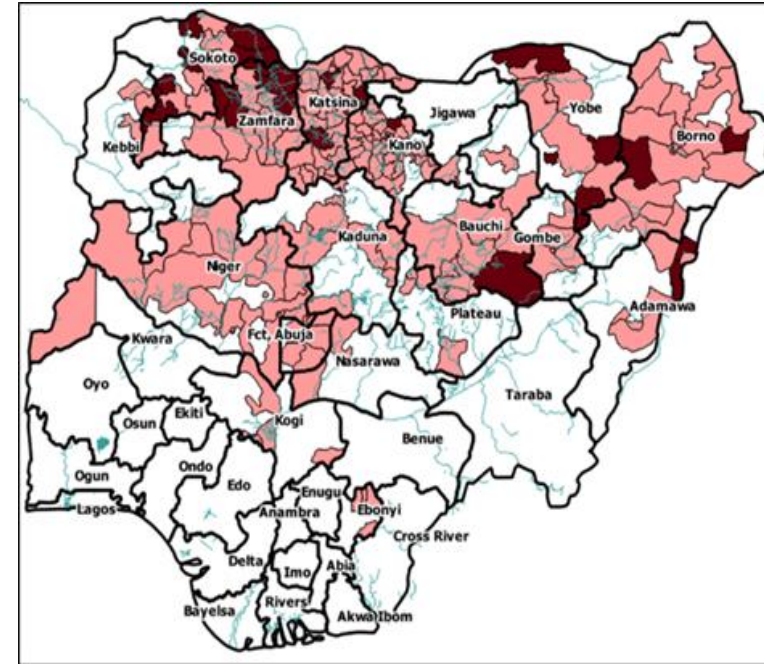 Sokoto
Katsina
Zamfara
Jigawa
Yobe
Borno
Kebbi
Kano
Bauchi
Gombe
Kaduna
Niger
Plateau
Adamawa
Fct, Abuja
Kwara
Nasarawa
Taraba
Oyo
Ekiti
Osun
Kogi
Benue
Ogun
Ondo
Edo
Enugu
Lagos
Anambra
Ebonyi
Cross River
Delta
Imo
Abia
Bayelsa
Rivers
Akwa Ibom